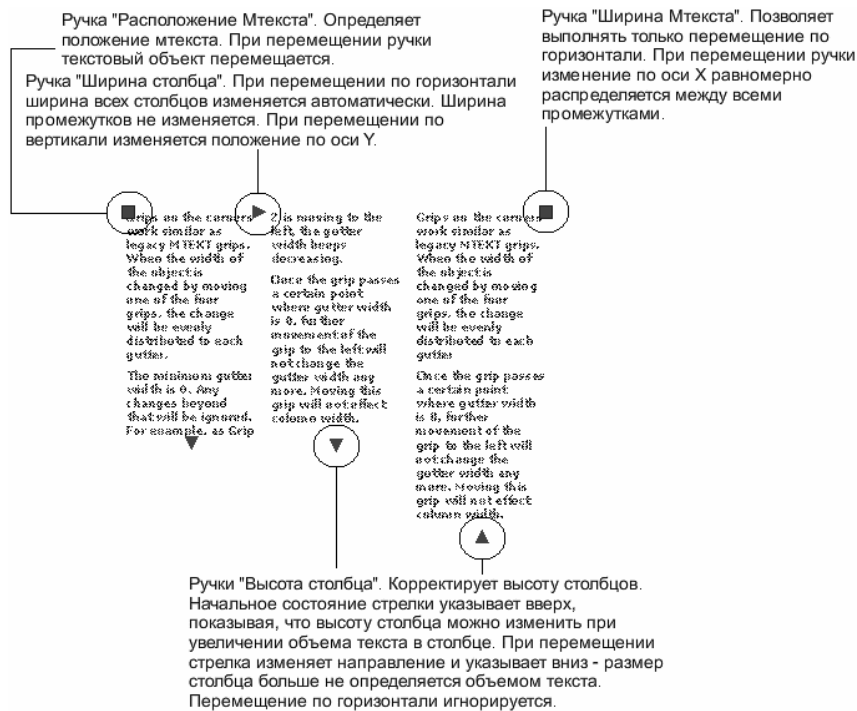 Ручка "Расположение Мтекста". Определяет
положение мтекста. При перемещении ручки
текстовый объект перемещается.
Ручка "Ширина столбца". При перемещении по горизонтали
ширина всех столбцов изменяется автоматически. Ширина
промежутков не изменяется. При перемещении по
вертикали изменяется положение по оси Y.
Ручка "Ширина Мтекста". Позволяет
выполнять только перемещение по
горизонтали. При перемещении ручки
изменение по оси X равномерно
распределяется между всеми
промежутками.
Grips on the corners
work similar as
legacy MTEXT grips.
When the width of
the object is
changed by moving
one of the four
grips, the change
will be evenly
distributed to each
gutter.
The minimum gutter
width is 0. Any
changes beyond
that will be ignored.
For example, as Grip
2 is moving to the
left, the gutter
width keeps
decreasing.
Once the grip passes
a certain point
where gutter width
is 0, further
movement of the
grip to the left will
not change the
gutter width any
more. Moving this
grip will not effect
column width.
Grips on the corners
work similar as
legacy MTEXT grips.
When the width of
the object is
changed by moving
one of the four
grips, the change
will be evenly
distributed to each
gutter
Once the grip passes
a certain point
where gutter width
is 0, further
movement of the
grip to the left will
not change the
gutter width any
more. Moving this
grip will not effect
column width.
Ручки "Высота столбца". Корректирует высоту столбцов.
Начальное состояние стрелки указывает вверх,
показывая, что высоту столбца можно изменить при
увеличении объема текста в столбце. При перемещении
стрелка изменяет направление и указывает вниз - размер
столбца больше не определяется объемом текста.
Перемещение по горизонтали игнорируется.